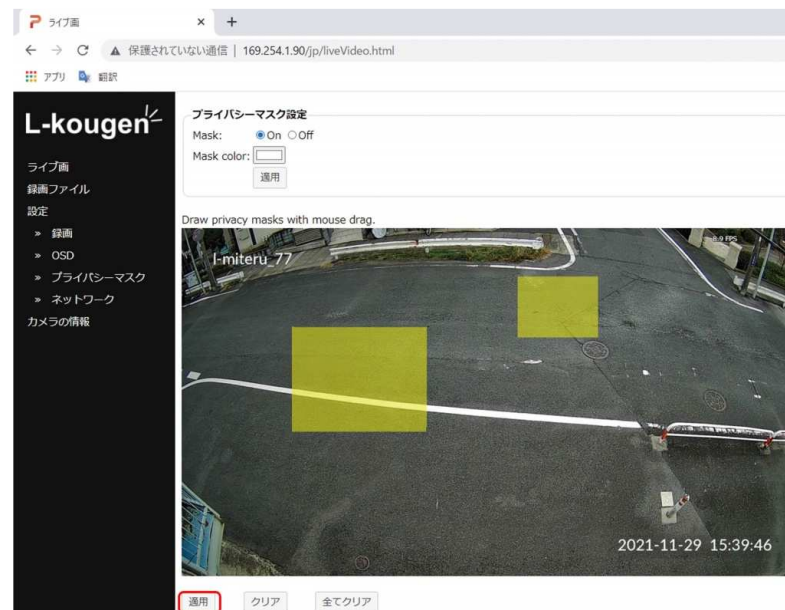 ライブ画
保護されていない通信 | 169.254.1.90/jp/liveVideo.html
アプリ 翻訳
L-kougen
ライブ画
録画ファイル
設定
» 録画
» OSD
» プライバシーマスク
» ネットワーク
カメラの情報
プライバシーマスク設定
Mask: On Off
Mask color:
適用
Draw privacy masks with mouse drag.
l-miteru_77
8.9 FPS
2021-11-29 15:39:46
適用 クリア 全てクリア